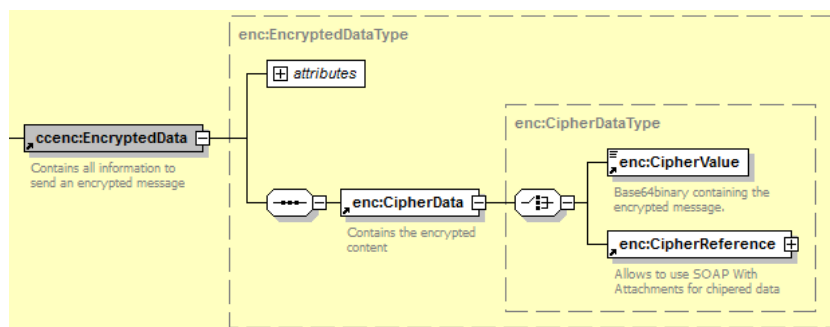 enc:EncryptedDataType
attributes
ccenc:EncryptedData
Contains all information to
send an encrypted message
enc:CipherDataType
enc:CipherValue
Base64binary containing the
encrypted message.
enc:CipherData
Contains the encrypted
content
enc:CipherReference
Allows to use SOAP With
Attachments for chipered data